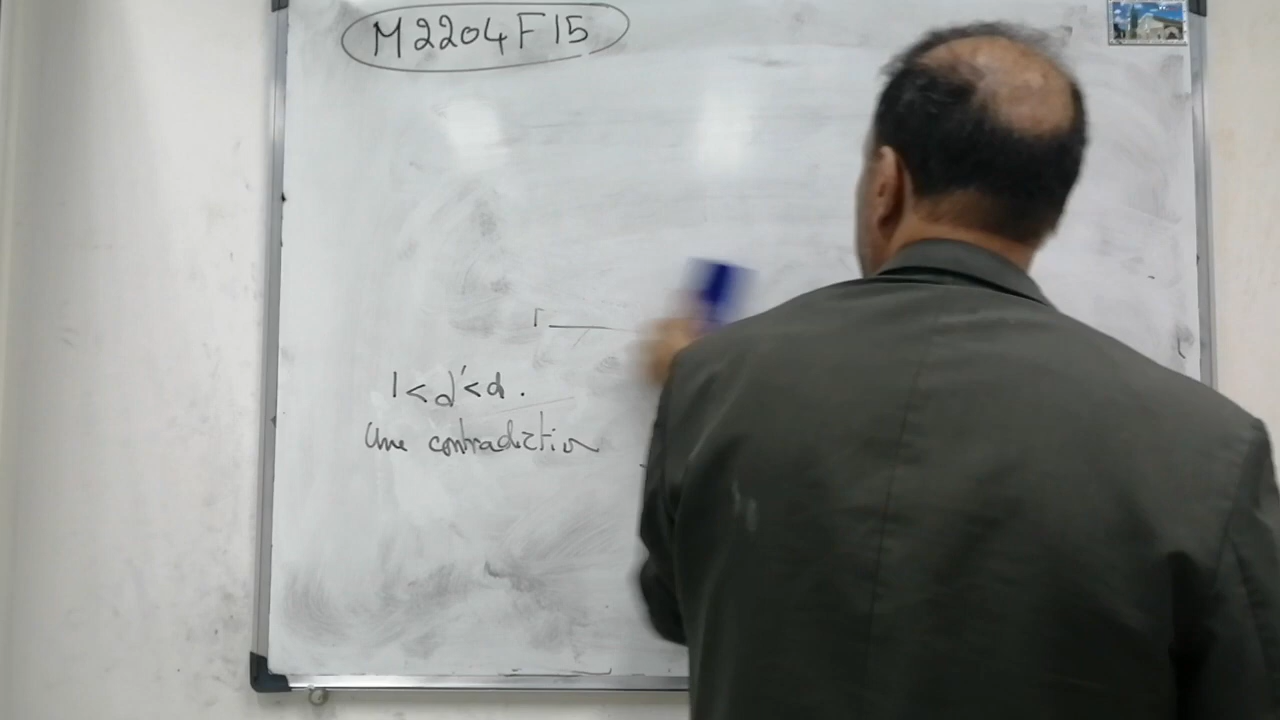 M2204F15
1 < d' < d .
Une contradiction